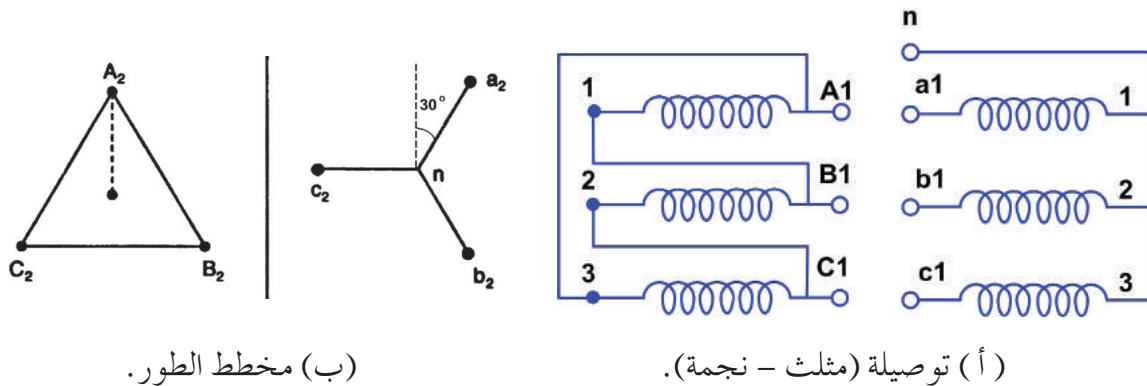 n
A1
a1
1
1
B1
b1
2
2
C1
c1
3
3
A₂
C₂
B₂
30°
a₂
n
c₂
b₂
(أ) توصيلة (مثلث - نجمة).
(ب) مخطط الطور.